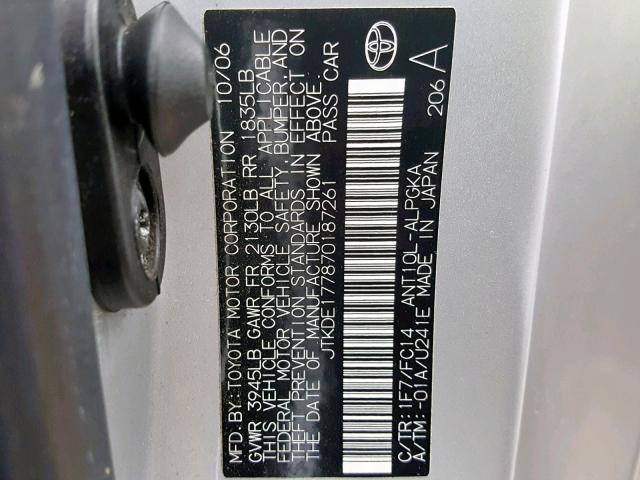 MFD.BY:TOYOTA MOTOR CORPORATION 10/06
GVWR 3945LB GAWR FR 2130LB RR 1835LB
THIS VEHICLE CONFORMS TO ALL APPLICABLE
FEDERAL MOTOR VEHICLE SAFETY, BUMPER, AND
THEFT PREVENTION STANDARDS IN EFFECT ON
THE DATE OF MANUFACTURE SHOWN ABOVE.
JTKDE177870187261 PASS CAR
C/TR:1F7/FC14 ANT10L-ALPGKA
A/TM:-01A/U241E MADE IN JAPAN
206 A